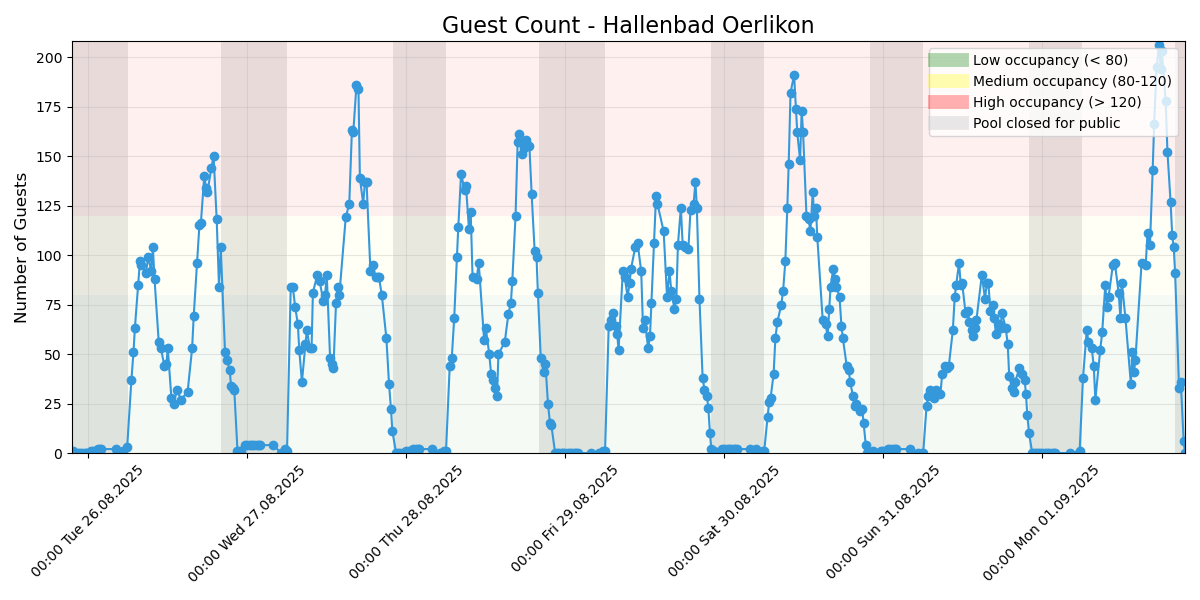 Guest Count - Hallenbad Oerlikon
Number of Guests
200
175
150
125
100
75
50
25
0
Low occupancy (< 80)
Medium occupancy (80-120)
High occupancy (> 120)
Pool closed for public
00:00 Tue 26.08.2025
00:00 Wed 27.08.2025
00:00 Thu 28.08.2025
00:00 Fri 29.08.2025
00:00 Sat 30.08.2025
00:00 Sun 31.08.2025
00:00 Mon 01.09.2025